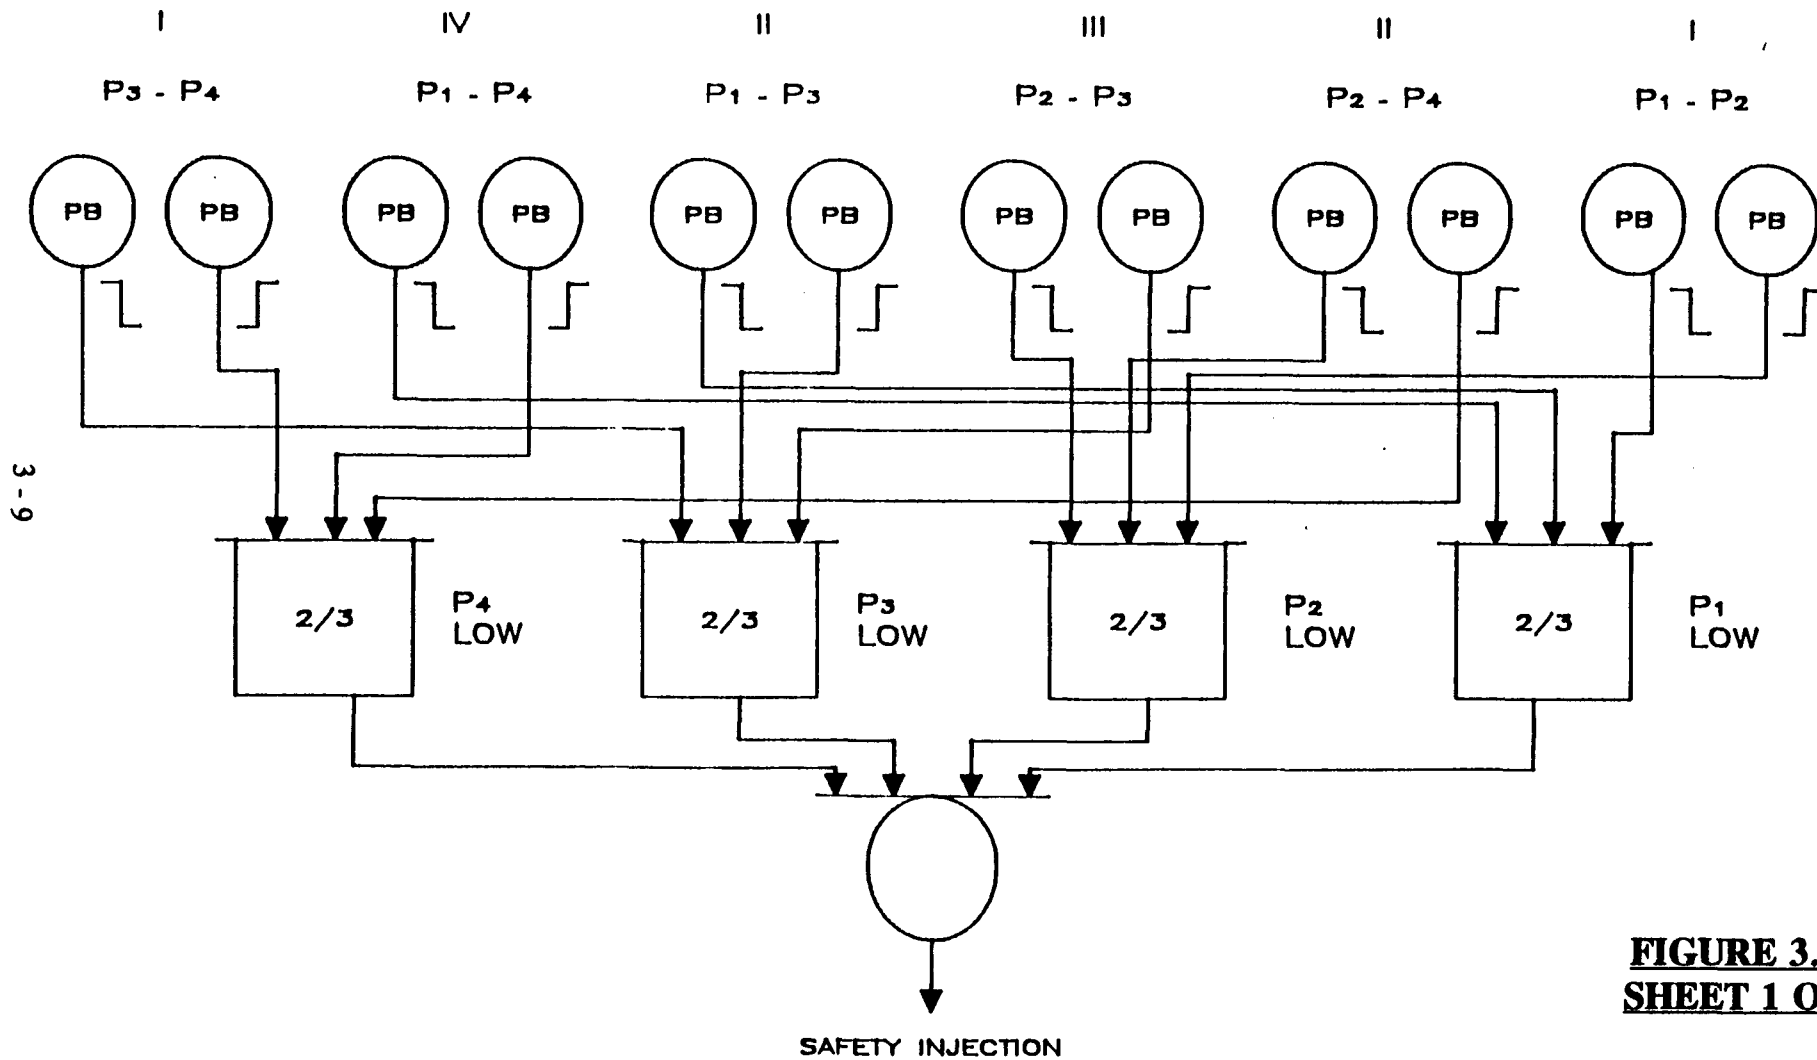 I IV II III II I
P3 - P4 P1 - P4 P1 - P3 P2 - P3 P2 - P4 P1 - P2
PB PB PB PB PB PB PB PB PB PB PB PB
3 - 9
2/3 P4 LOW
2/3 P3 LOW
2/3 P2 LOW
2/3 P1 LOW
FIGURE 3.
SHEET 1 O
SAFETY INJECTION